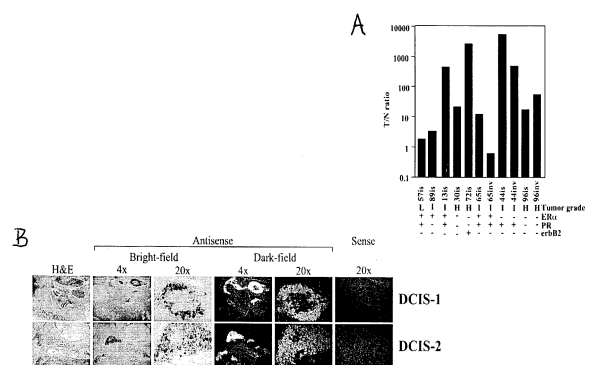 A
10000
1000
100
10
1
0.1
T/N ratio
57is 89is 13is 30is 72is 65is 65inv 44is 44inv 96is 96inv
L I I H H I I I I H H Tumor grade
ERα
PR
erbB2
B
Antisense Sense
Bright-field Dark-field
H&E 4x 20x 4x 20x 20x
DCIS-1
DCIS-2